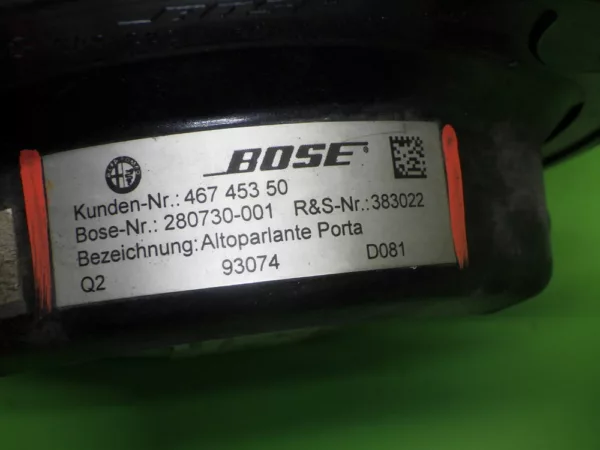 BOSE
Kunden-Nr.: 467 453 50
Bose-Nr.: 280730-001 R&S-Nr.:383022
Bezeichnung: Altoparlante Porta
Q2 93074 D081